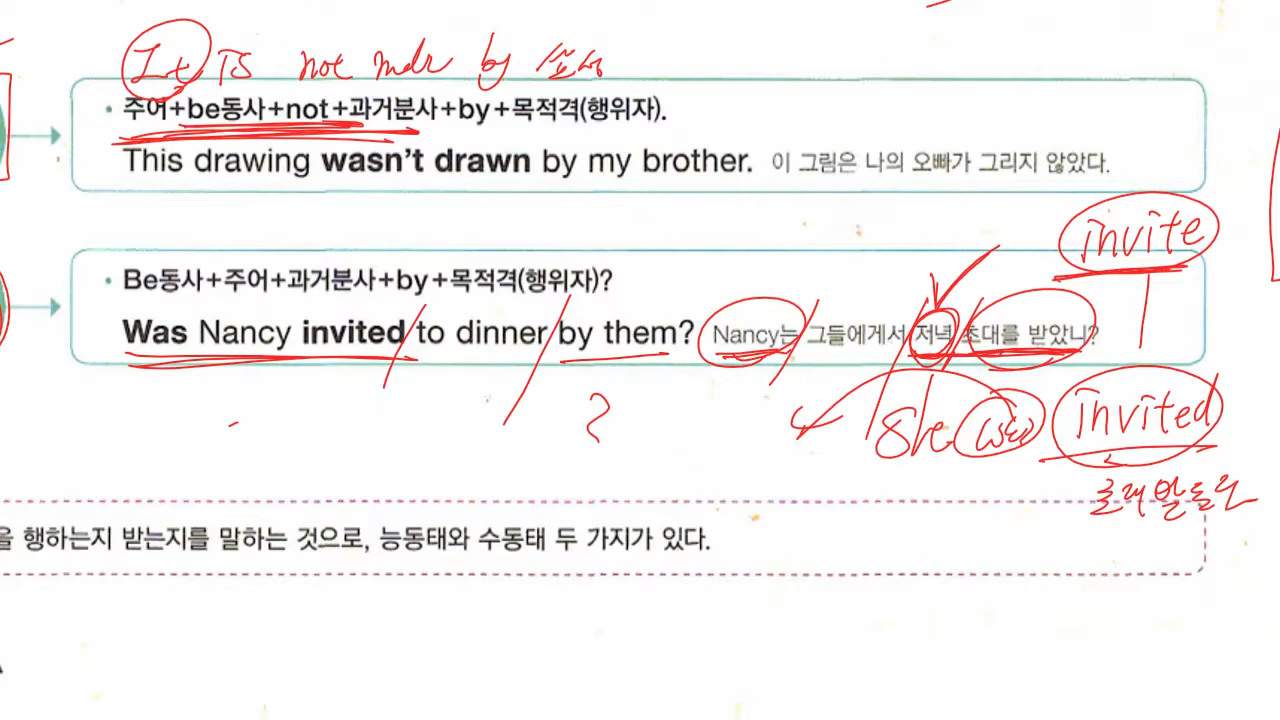 It is not made by 삼성
• 주어+be동사+not+과거분사+by+목적격(행위자).
This drawing wasn't drawn by my brother. 이 그림은 나의 오빠가 그리지 않았다.
invite
• Be동사+주어+과거분사+by+목적격(행위자)?
Was Nancy invited to dinner by them? Nancy는 그들에게서 저녁 초대를 받았니?
?
She was invited
을 행하는지 받는지를 말하는 것으로, 능동태와 수동태 두 가지가 있다.